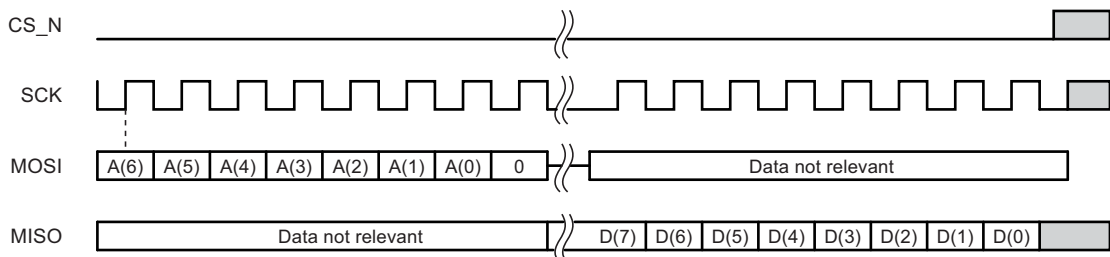 CS_N
SCK
MOSI A(6) A(5) A(4) A(3) A(2) A(1) A(0) 0 Data not relevant
MISO Data not relevant D(7) D(6) D(5) D(4) D(3) D(2) D(1) D(0)